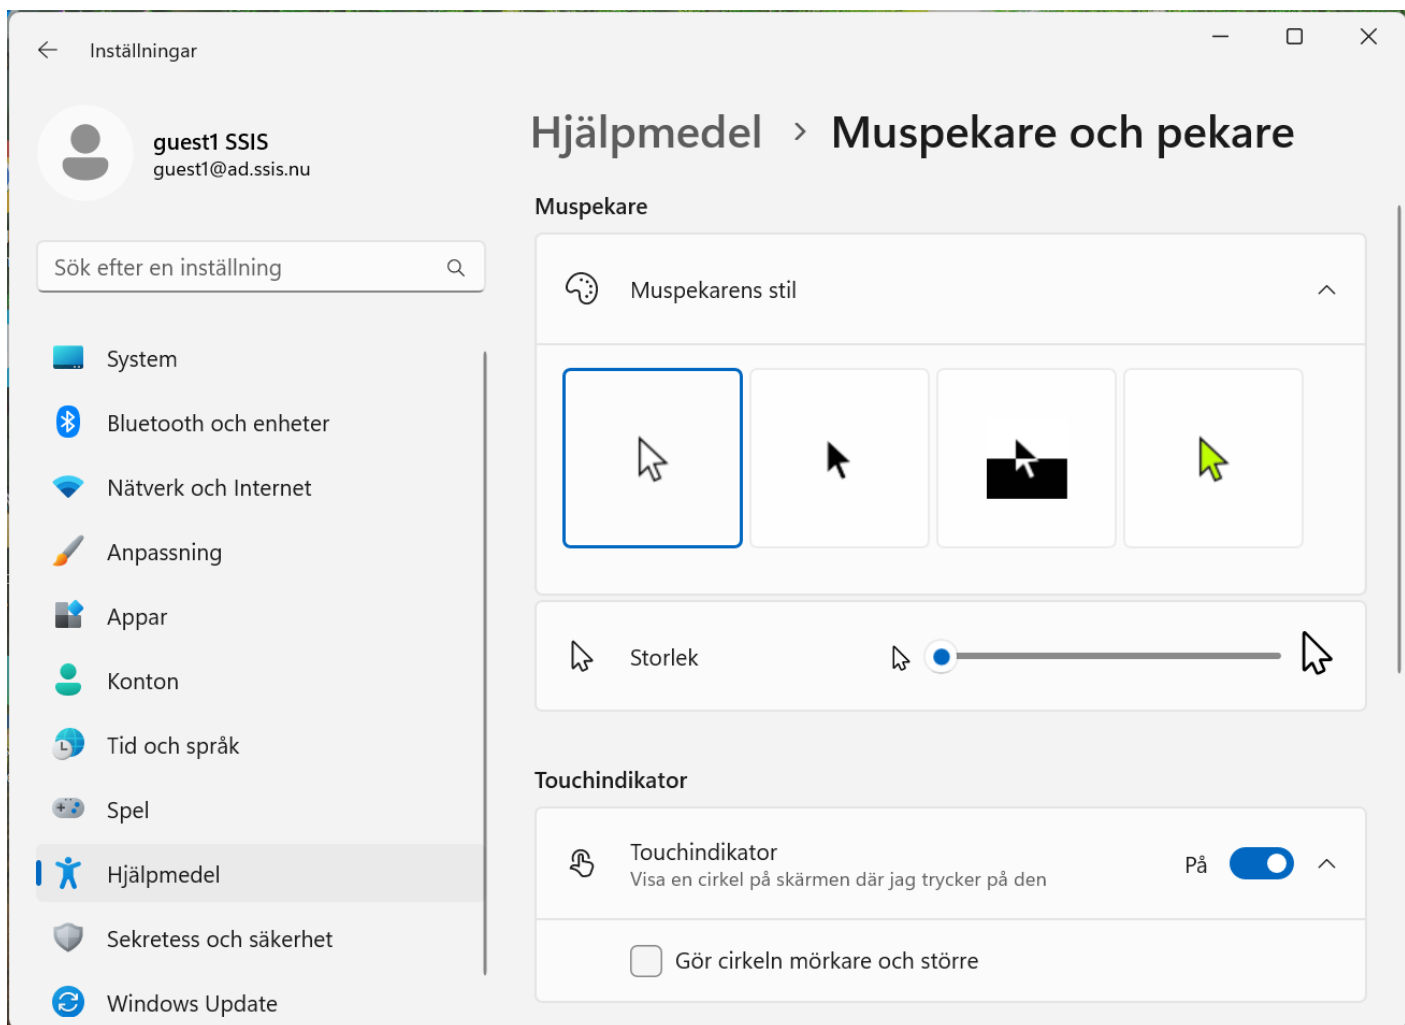 Inställningar
guest1 SSIS
guest1@ad.ssis.nu
Sök efter en inställning
System
Bluetooth och enheter
Nätverk och Internet
Anpassning
Appar
Konton
Tid och språk
Spel
Hjälpmedel
Sekretess och säkerhet
Windows Update
Hjälpmedel › Muspekare och pekare
Muspekare
Muspekarens stil
Storlek
Touchindikator
Touchindikator
Visa en cirkel på skärmen där jag trycker på den
På
Gör cirkeln mörkare och större